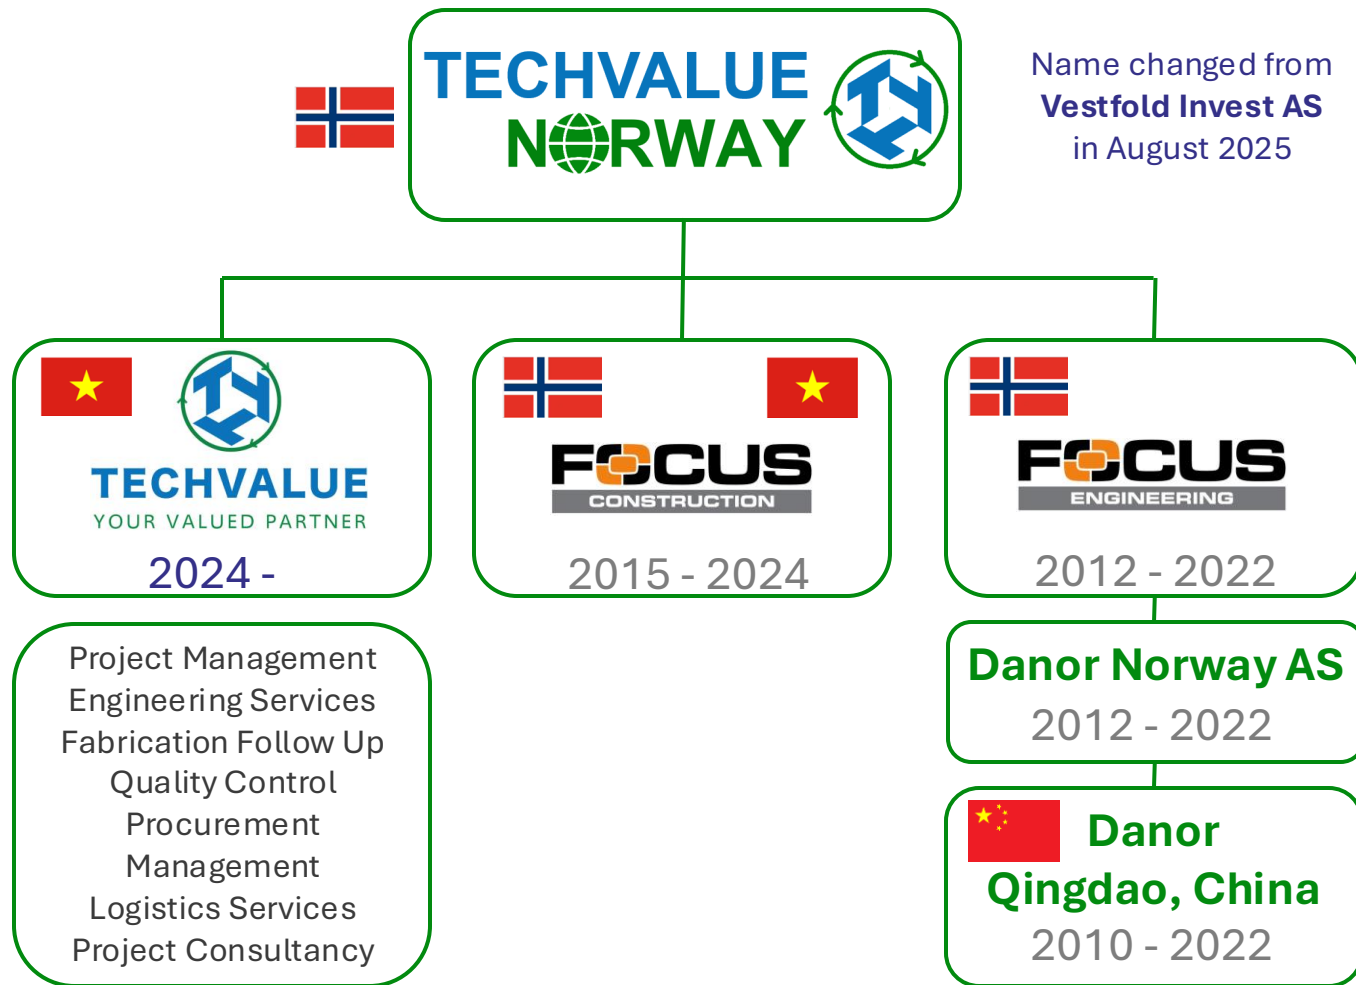 TECHVALUE
NORWAY
Name changed from
Vestfold Invest AS
in August 2025
TECHVALUE
YOUR VALUED PARTNER
2024 -
FOCUS
CONSTRUCTION
2015 - 2024
FOCUS
ENGINEERING
2012 - 2022
Project Management
Engineering Services
Fabrication Follow Up
Quality Control
Procurement
Management
Logistics Services
Project Consultancy
Danor Norway AS
2012 - 2022
Danor
Qingdao, China
2010 - 2022